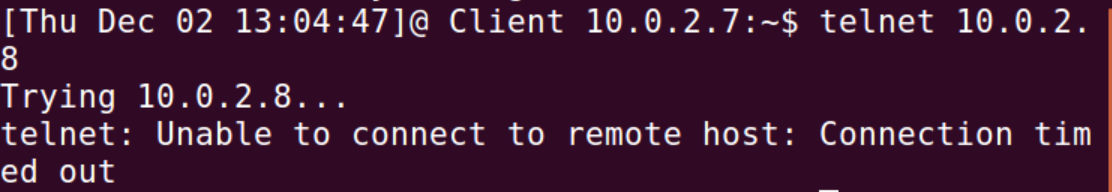 [Thu Dec 02 13:04:47]@ Client 10.0.2.7:~$ telnet 10.0.2.
8
Trying 10.0.2.8...
telnet: Unable to connect to remote host: Connection tim
ed out